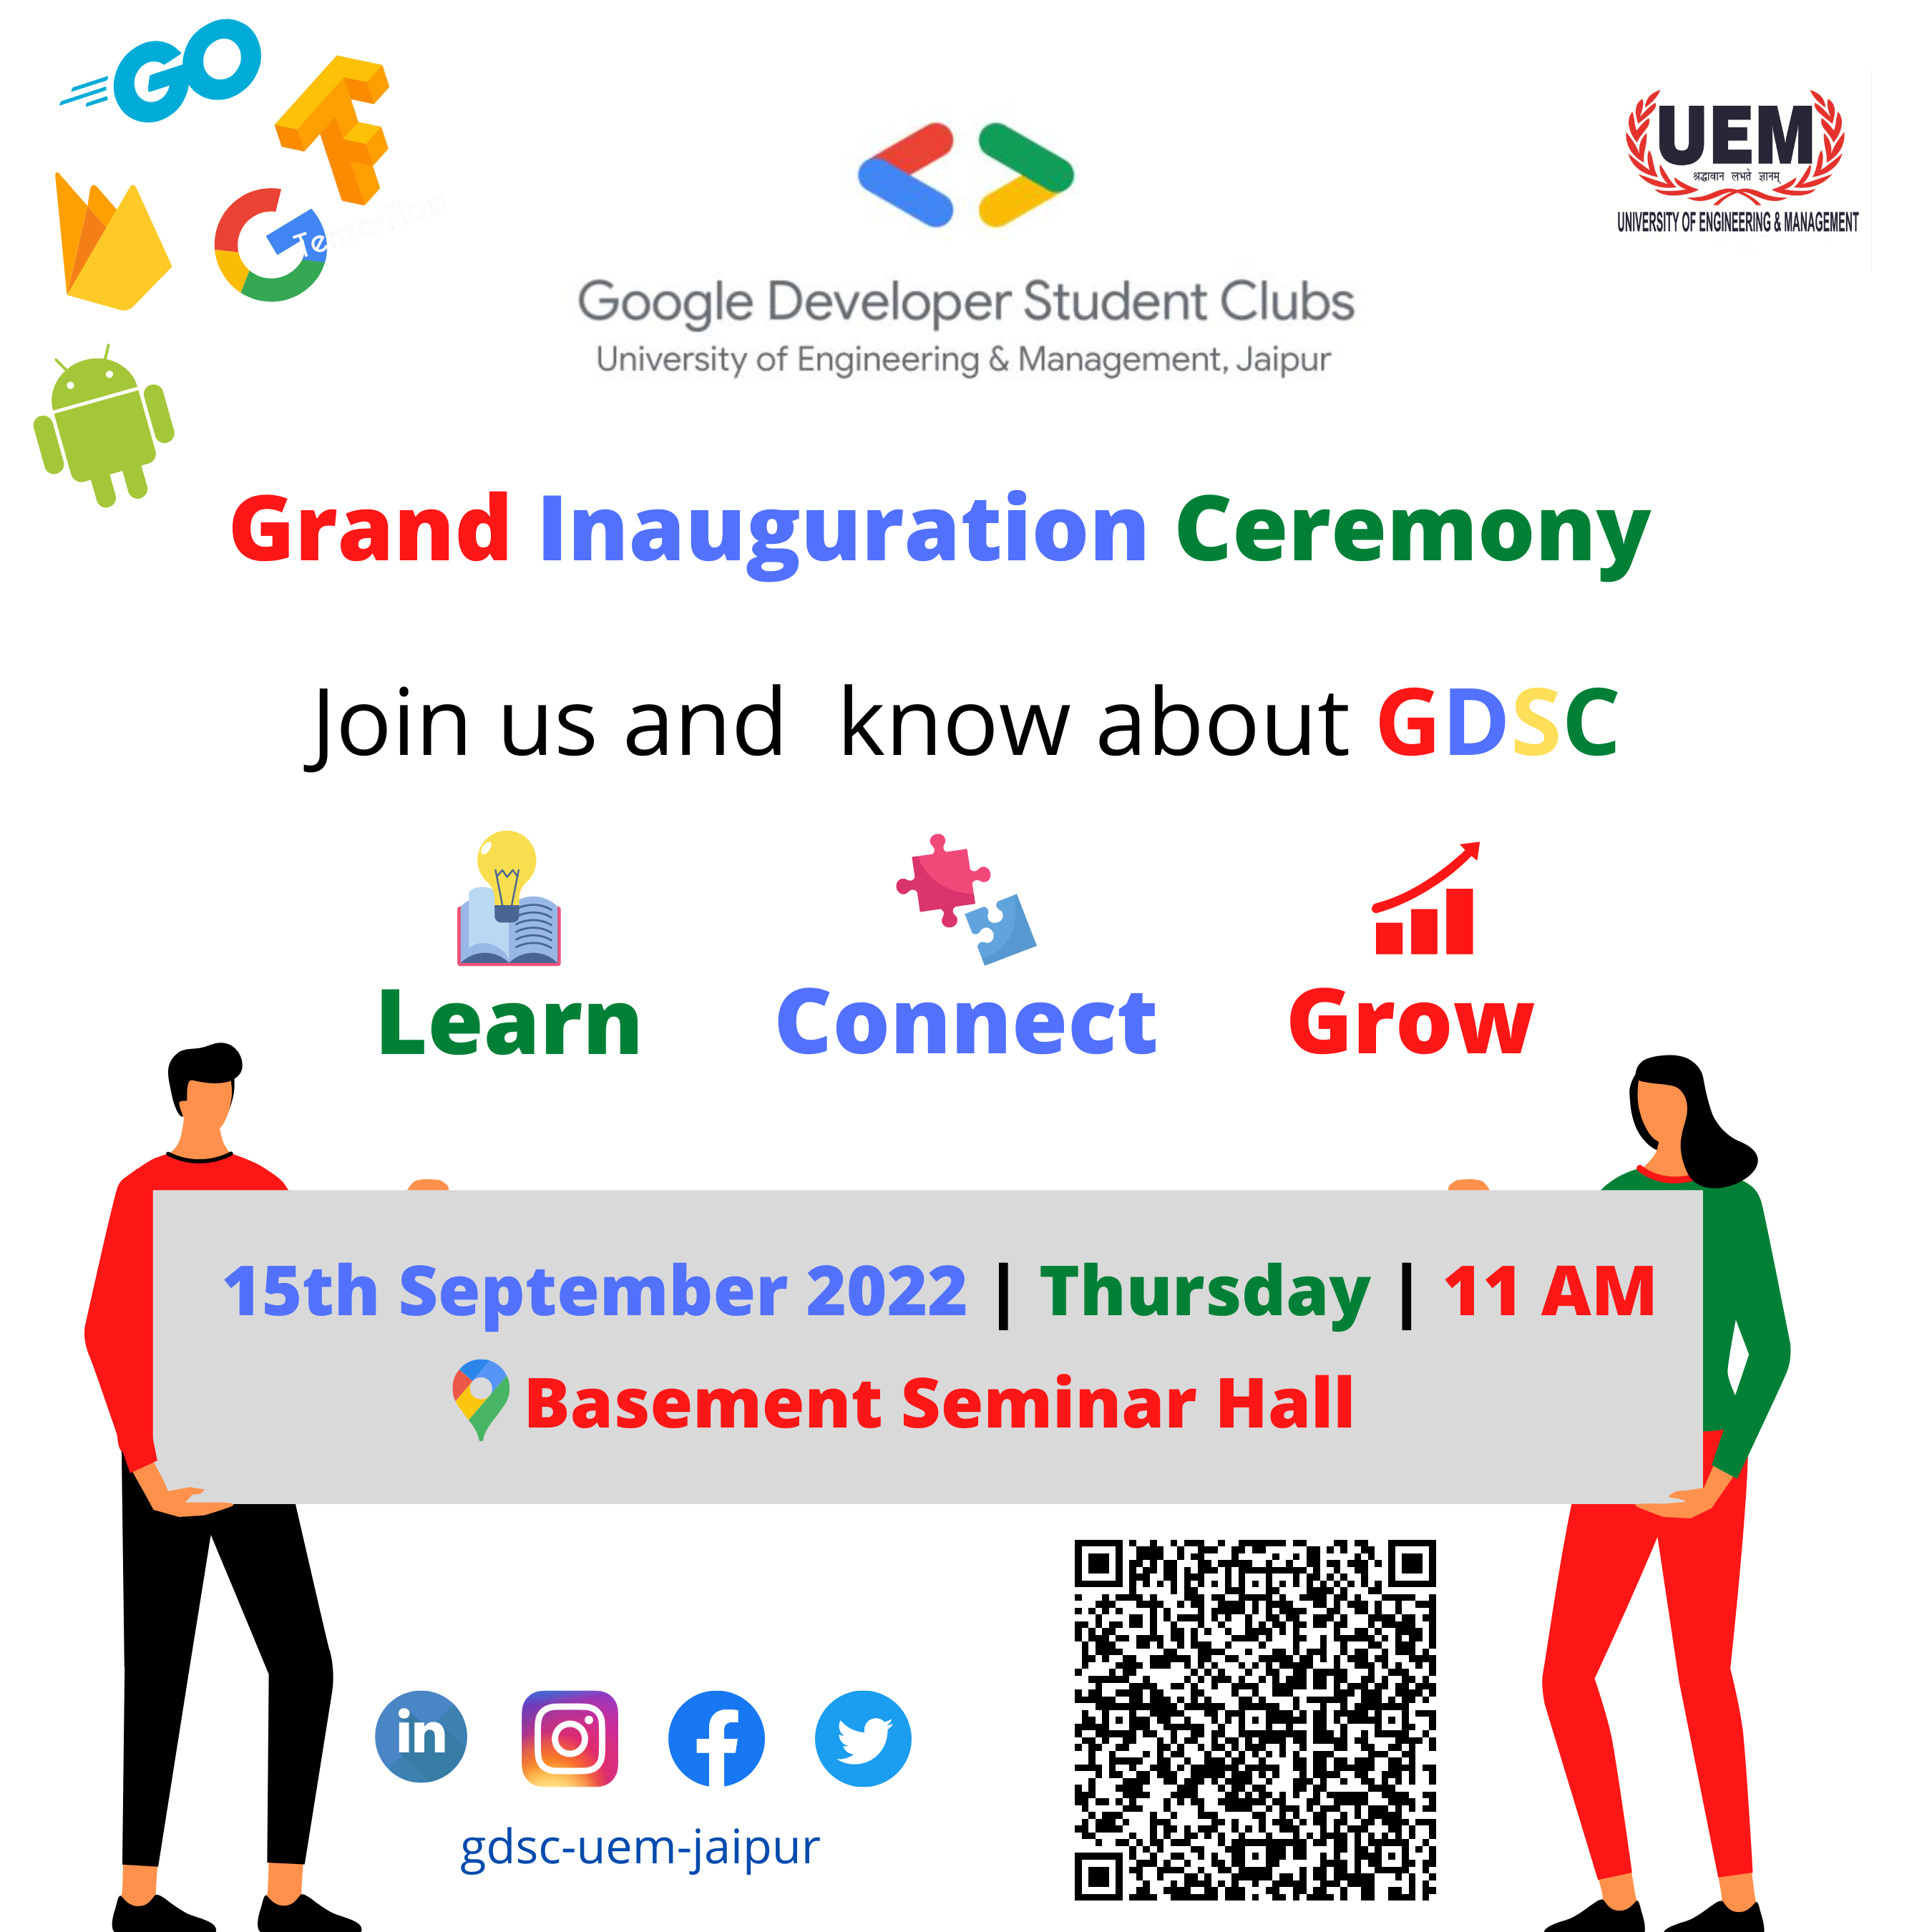 GO
TensorFlow
UEM
श्रद्धावान लभते ज्ञानम्
UNIVERSITY OF ENGINEERING & MANAGEMENT
Google Developer Student Clubs
University of Engineering & Management, Jaipur
Grand Inauguration Ceremony
Join us and know about GDSC
Learn Connect Grow
15th September 2022 | Thursday | 11 AM
Basement Seminar Hall
in
gdsc-uem-jaipur